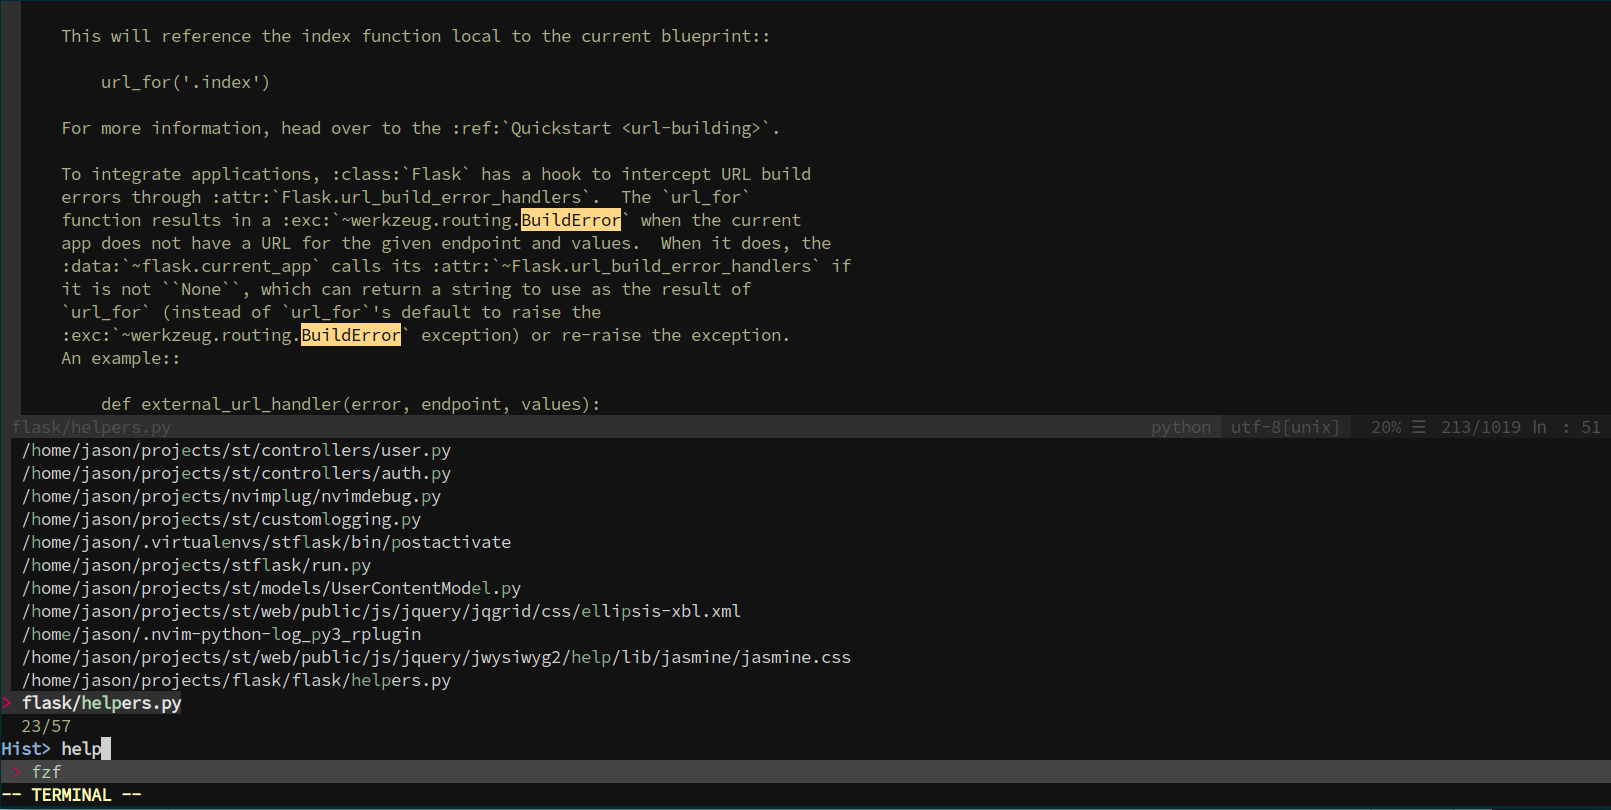 This will reference the index function local to the current blueprint::
url_for('.index')
For more information, head over to the :ref:`Quickstart <url-building>`.
To integrate applications, :class:`Flask` has a hook to intercept URL build
errors through :attr:`Flask.url_build_error_handlers`.  The `url_for`
function results in a :exc:`~werkzeug.routing.BuildError` when the current
app does not have a URL for the given endpoint and values.  When it does, the
:data:`~flask.current_app` calls its :attr:`~Flask.url_build_error_handlers` if
it is not ``None``, which can return a string to use as the result of
`url_for` (instead of `url_for`'s default to raise the
:exc:`~werkzeug.routing.BuildError` exception) or re-raise the exception.
An example::
def external_url_handler(error, endpoint, values):
flask/helpers.py python utf-8[unix] 20% ☰ 213/1019 ln : 51
/home/jason/projects/st/controllers/user.py
/home/jason/projects/st/controllers/auth.py
/home/jason/projects/nvimplug/nvimdebug.py
/home/jason/projects/st/customlogging.py
/home/jason/.virtualenvs/stflask/bin/postactivate
/home/jason/projects/stflask/run.py
/home/jason/projects/st/models/UserContentModel.py
/home/jason/projects/st/web/public/js/jquery/jqgrid/css/ellipsis-xbl.xml
/home/jason/.nvim-python-log_py3_rplugin
/home/jason/projects/st/web/public/js/jquery/jwysiwyg2/help/lib/jasmine/jasmine.css
/home/jason/projects/flask/flask/helpers.py
> flask/helpers.py
23/57
Hist> help
> fzf
-- TERMINAL --